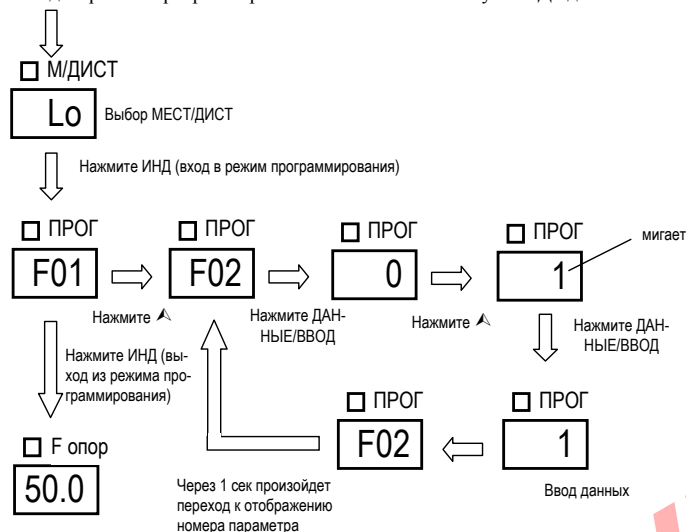 М/ДИСТ
Lo
Выбор МЕСТ/ДИСТ
Нажмите ИНД (вход в режим программирования)
ПРОГ
ПРОГ
ПРОГ
ПРОГ
мигает
F01
F02
0
1
Нажмите
Нажмите ДАН-
НЫЕ/ВВОД
Нажмите
Нажмите ДАН-
НЫЕ/ВВОД
Нажмите ИНД (вы-
ход из режима про-
граммирования)
ПРОГ
ПРОГ
F02
1
F опор
50.0
Через 1 сек произойдет
переход к отображению
номера параметра
Ввод данных